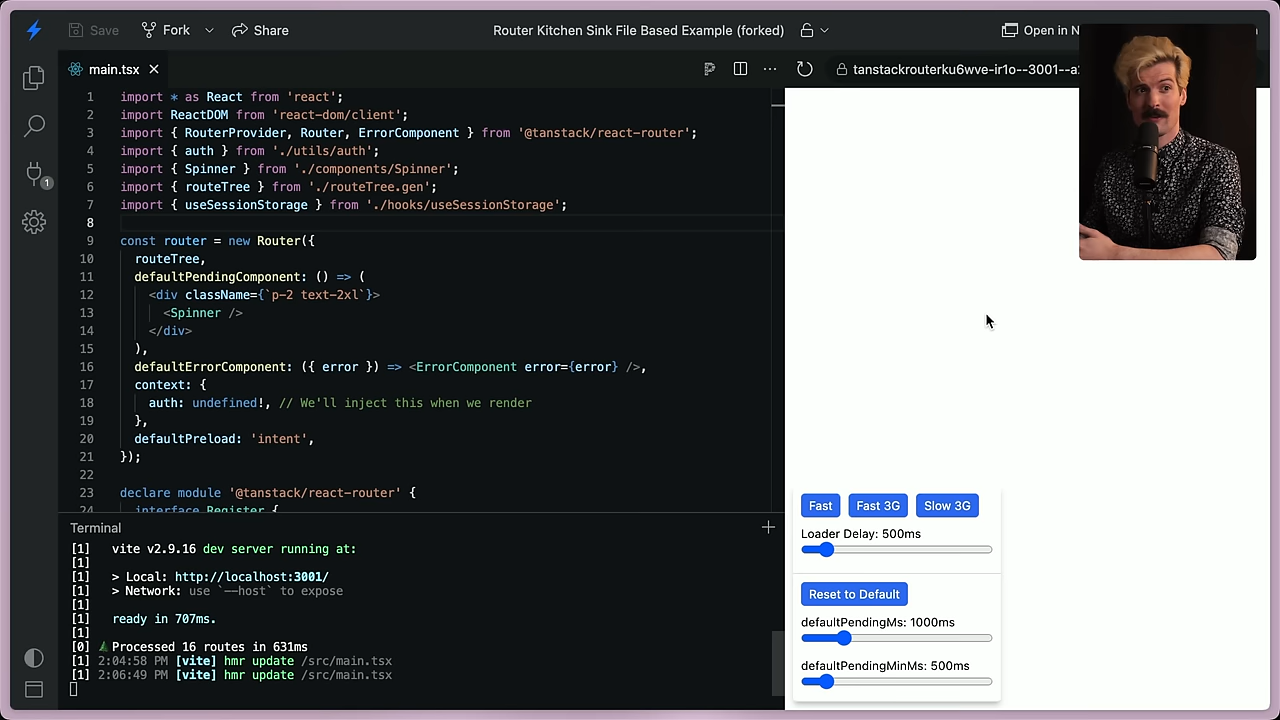 Save
Fork
Share
Router Kitchen Sink File Based Example (forked)
Open in N
main.tsx
tanstackrouterku6wve-ir1o--3001--a
1
1 import * as React from 'react';
2 import ReactDOM from 'react-dom/client';
3 import { RouterProvider, Router, ErrorComponent } from '@tanstack/react-router';
4 import { auth } from './utils/auth';
5 import { Spinner } from './components/Spinner';
6 import { routeTree } from './routeTree.gen';
7 import { useSessionStorage } from './hooks/useSessionStorage';
8
9 const router = new Router({
10 routeTree,
11 defaultPendingComponent: () => (
12 <div className={`p-2 text-2xl`}>
13 <Spinner />
14 </div>
15 ),
16 defaultErrorComponent: ({ error }) => <ErrorComponent error={error} />,
17 context: {
18 auth: undefined!, // We'll inject this when we render
19 },
20 defaultPreload: 'intent',
21 });
22
23 declare module '@tanstack/react-router' {
24 interface Register {
Terminal
[1] vite v2.9.16 dev server running at:
[1]
[1] > Local: http://localhost:3001/
[1] > Network: use `--host` to expose
[1]
[1] ready in 707ms.
[1]
[0] Processed 16 routes in 631ms
[1] 2:04:58 PM [vite] hmr update /src/main.tsx
[1] 2:06:49 PM [vite] hmr update /src/main.tsx
Fast
Fast 3G
Slow 3G
Loader Delay: 500ms
Reset to Default
defaultPendingMs: 1000ms
defaultPendingMinMs: 500ms